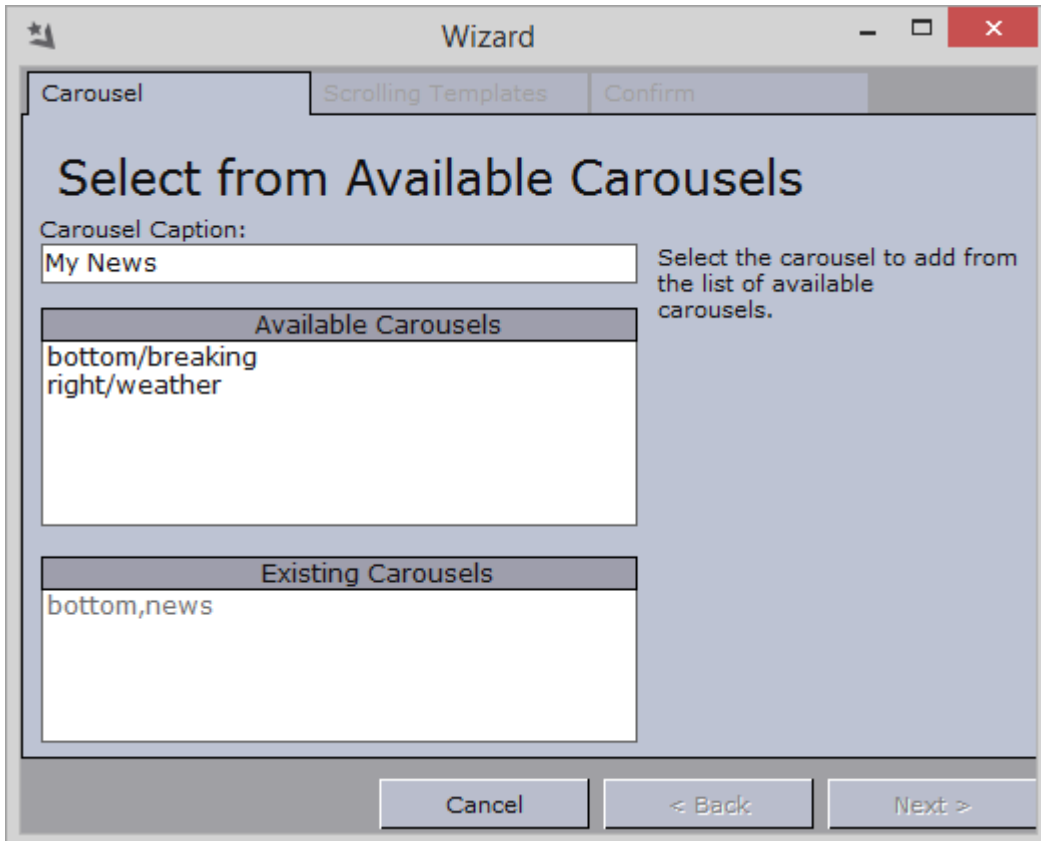 Wizard
Carousel
Scrolling Templates
Confirm
Select from Available Carousels
Carousel Caption:
My News
Select the carousel to add from
the list of available
carousels.
Available Carousels
bottom/breaking
right/weather
Existing Carousels
bottom,news
Cancel
< Back
Next >